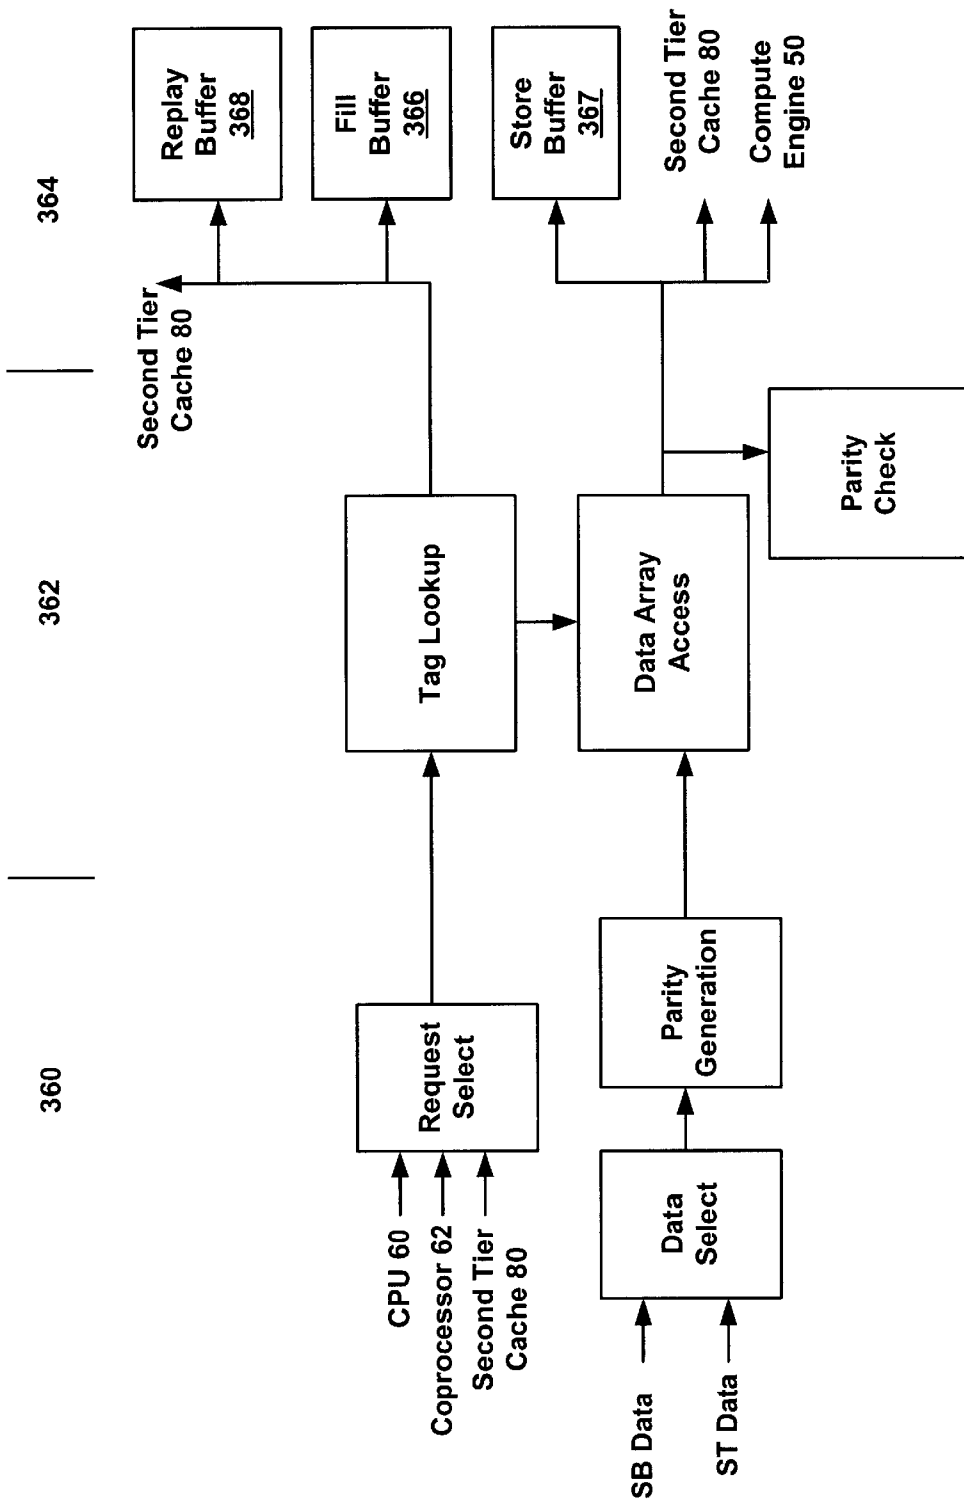 360
362
364
CPU 60
Coprocessor 62
Second Tier
Cache 80
Request
Select
Tag Lookup
Second Tier
Cache 80
Replay
Buffer
368
Fill
Buffer
366
SB Data
ST Data
Data
Select
Parity
Generation
Data Array
Access
Parity
Check
Store
Buffer
367
Second Tier
Cache 80
Compute
Engine 50